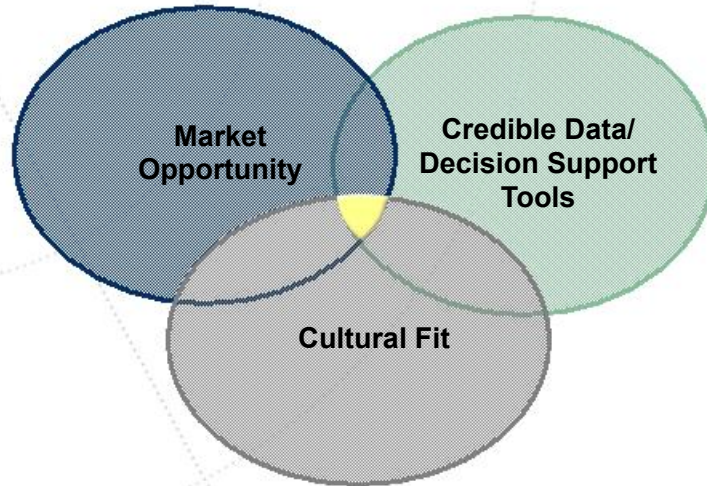 Market
Opportunity
Credible Data/
Decision Support
Tools
Cultural Fit